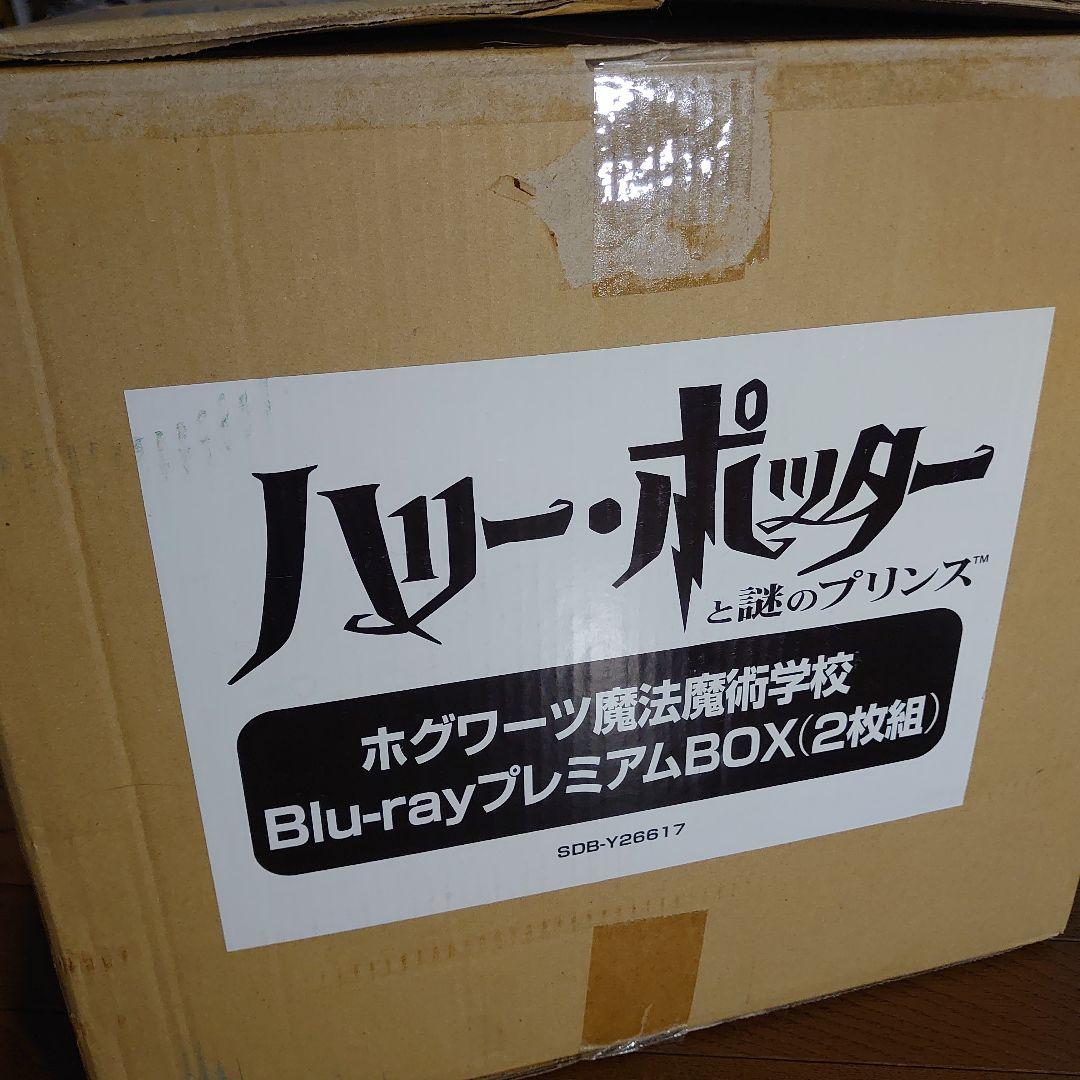 ハリー・ポッター
と謎のプリンス™
ホグワーツ魔法魔術学校
Blu-rayプレミアムBOX(2枚組)
SDB-Y26617